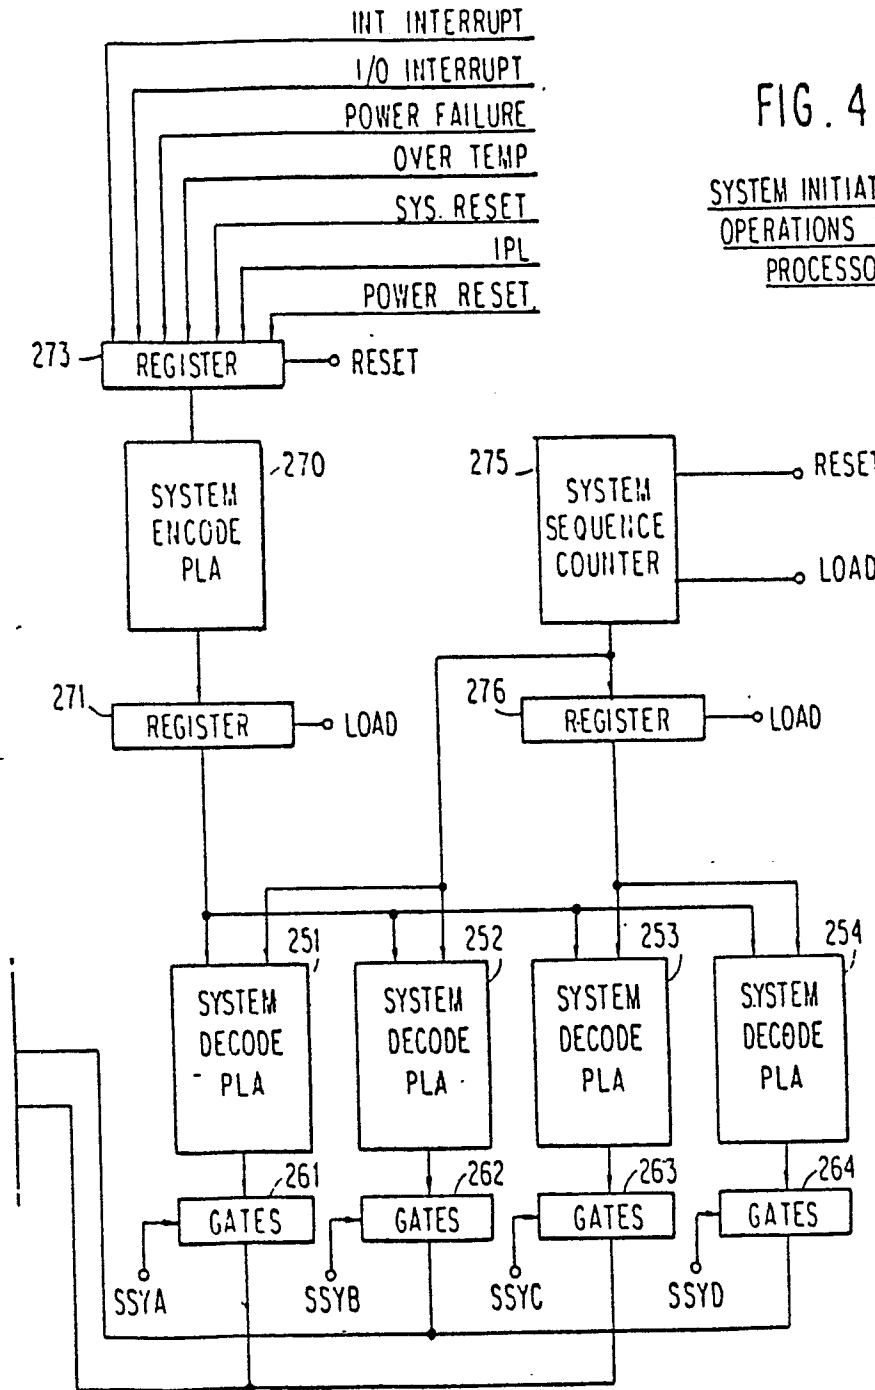 INT. INTERRUPT
I/O INTERRUPT
POWER FAILURE
OVER TEMP
SYS. RESET
IPL
POWER RESET
FIG. 4
SYSTEM INITIAT
OPERATIONS
PROCESSO
273
REGISTER
RESET
270
SYSTEM
ENCODE
PLA
275
SYSTEM
SEQUENCE
COUNTER
RESET
LOAD
271
REGISTER
LOAD
276
REGISTER
LOAD
251
SYSTEM
DECODE
PLA
252
SYSTEM
DECODE
PLA
253
SYSTEM
DECODE
PLA
254
SYSTEM
DECODE
PLA
261
GATES
262
GATES
263
GATES
264
GATES
SSYA
SSYB
SSYC
SSYD